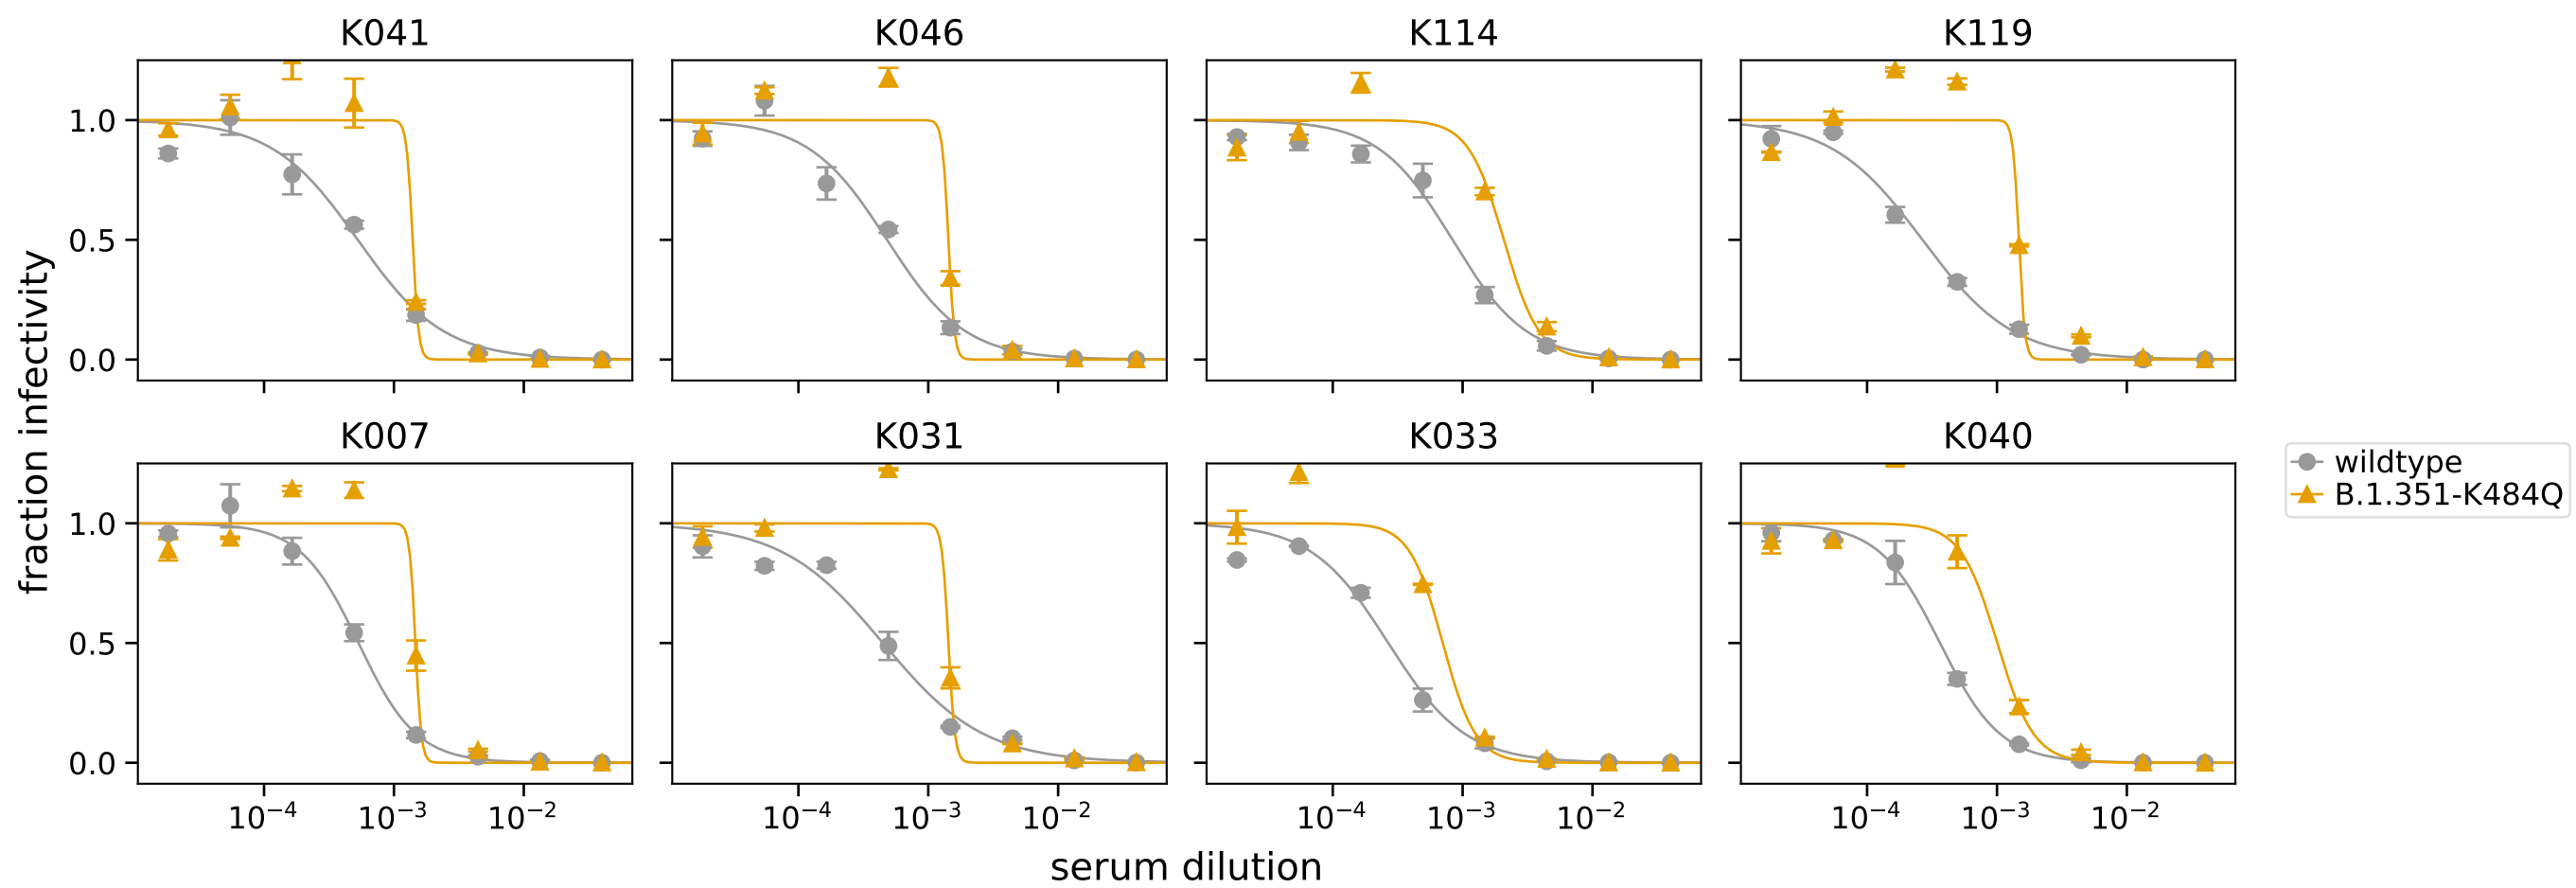 K041 K046 K114 K119
1.0
0.5
0.0
fraction infectivity
K007 K031 K033 K040
wildtype
B.1.351-K484Q
1.0
0.5
0.0
10⁻⁴ 10⁻³ 10⁻² 10⁻⁴ 10⁻³ 10⁻² 10⁻⁴ 10⁻³ 10⁻² 10⁻⁴ 10⁻³ 10⁻²
serum dilution